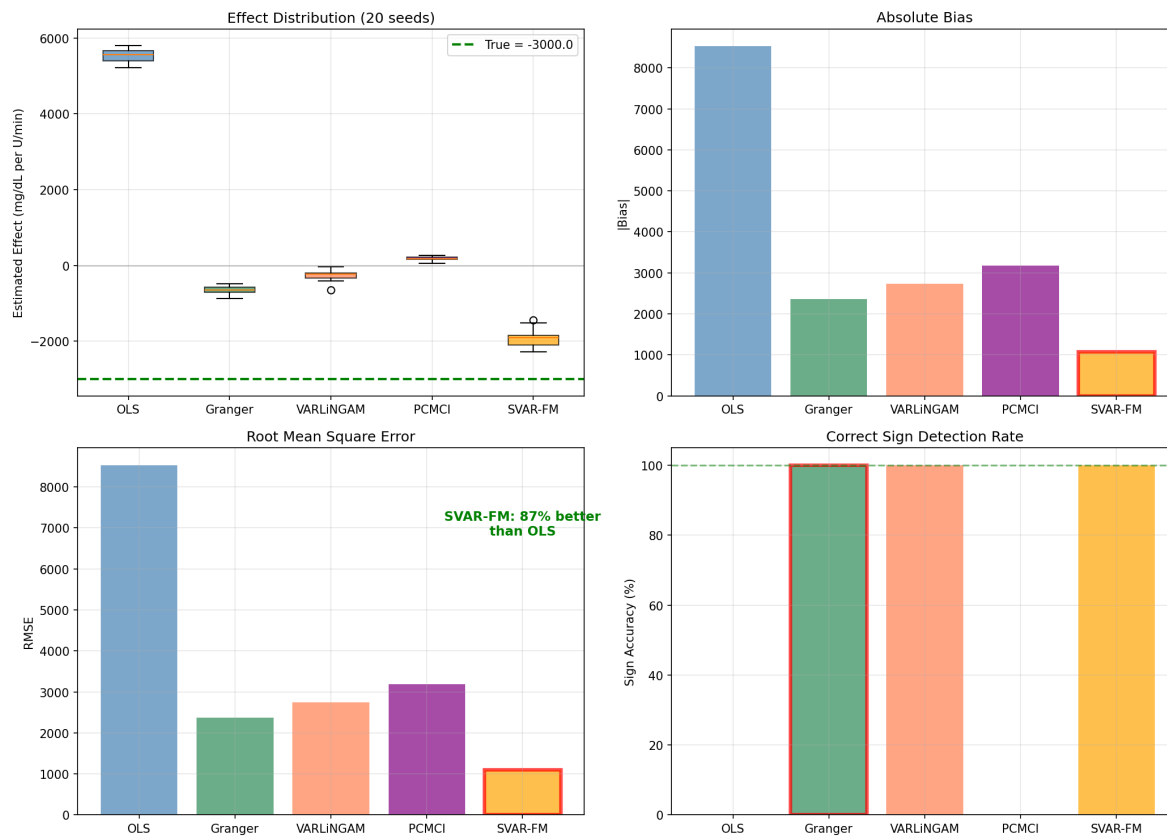 Effect Distribution (20 seeds)
True = -3000.0
Estimated Effect (mg/dL per U/min)
6000
4000
2000
0
−2000
OLS
Granger
VARLiNGAM
PCMCI
SVAR-FM
Absolute Bias
|Bias|
8000
7000
6000
5000
4000
3000
2000
1000
0
OLS
Granger
VARLiNGAM
PCMCI
SVAR-FM
Root Mean Square Error
RMSE
8000
7000
6000
5000
4000
3000
2000
1000
0
SVAR-FM: 87% better
than OLS
OLS
Granger
VARLiNGAM
PCMCI
SVAR-FM
Correct Sign Detection Rate
Sign Accuracy (%)
100
80
60
40
20
0
OLS
Granger
VARLiNGAM
PCMCI
SVAR-FM